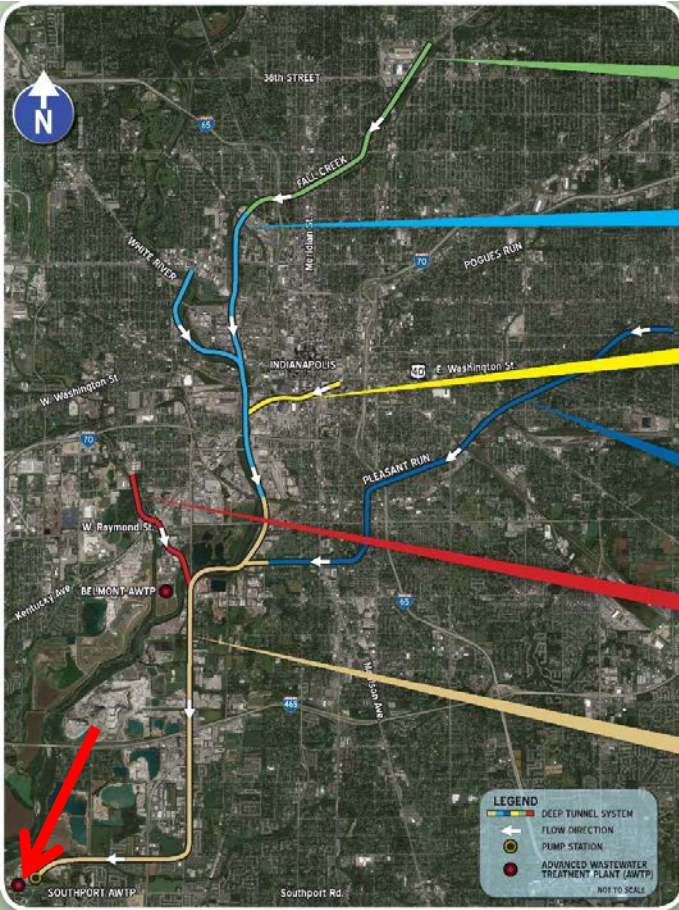 38th STREET
N
65
FALL CREEK
Meridian St.
WHITE RIVER
70
POGUES RUN
INDIANAPOLIS
40
E. Washington St.
W. Washington St.
70
PLEASANT RUN
W. Raymond St.
BELMONT AWTP
Kentucky Ave.
65
Madison Ave
465
LEGEND
DEEP TUNNEL SYSTEM
FLOW DIRECTION
PUMP STATION
ADVANCED WASTEWATER
TREATMENT PLANT (AWTP)
NOT TO SCALE
SOUTHPORT AWTP
Southport Rd.